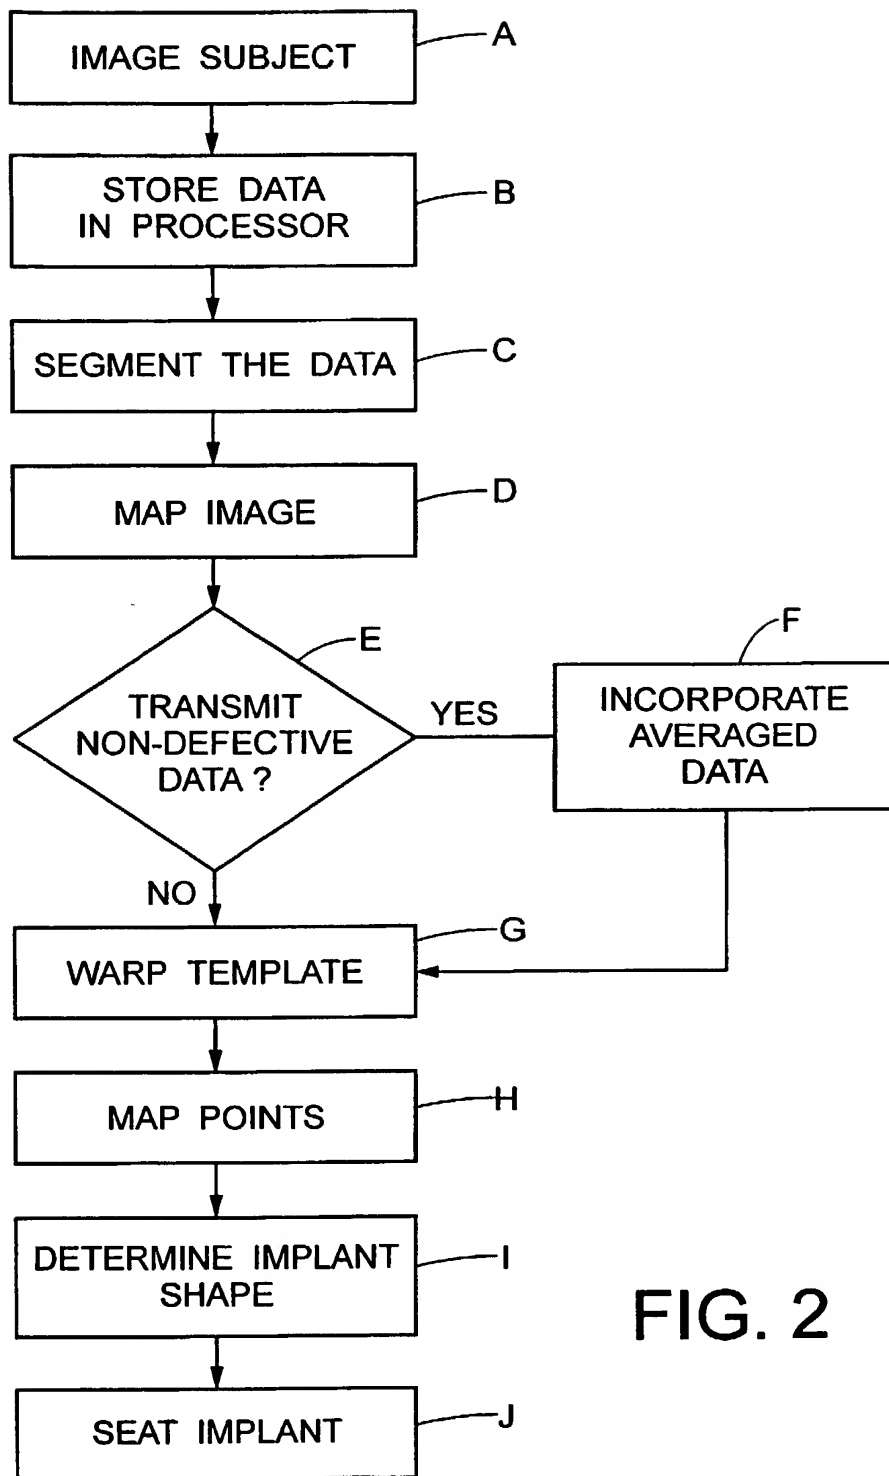 IMAGE SUBJECT
A
STORE DATA
IN PROCESSOR
B
SEGMENT THE DATA
C
MAP IMAGE
D
TRANSMIT
NON-DEFECTIVE
DATA ?
E
YES
INCORPORATE
AVERAGED
DATA
F
NO
WARP TEMPLATE
G
MAP POINTS
H
DETERMINE IMPLANT
SHAPE
I
SEAT IMPLANT
J
FIG. 2